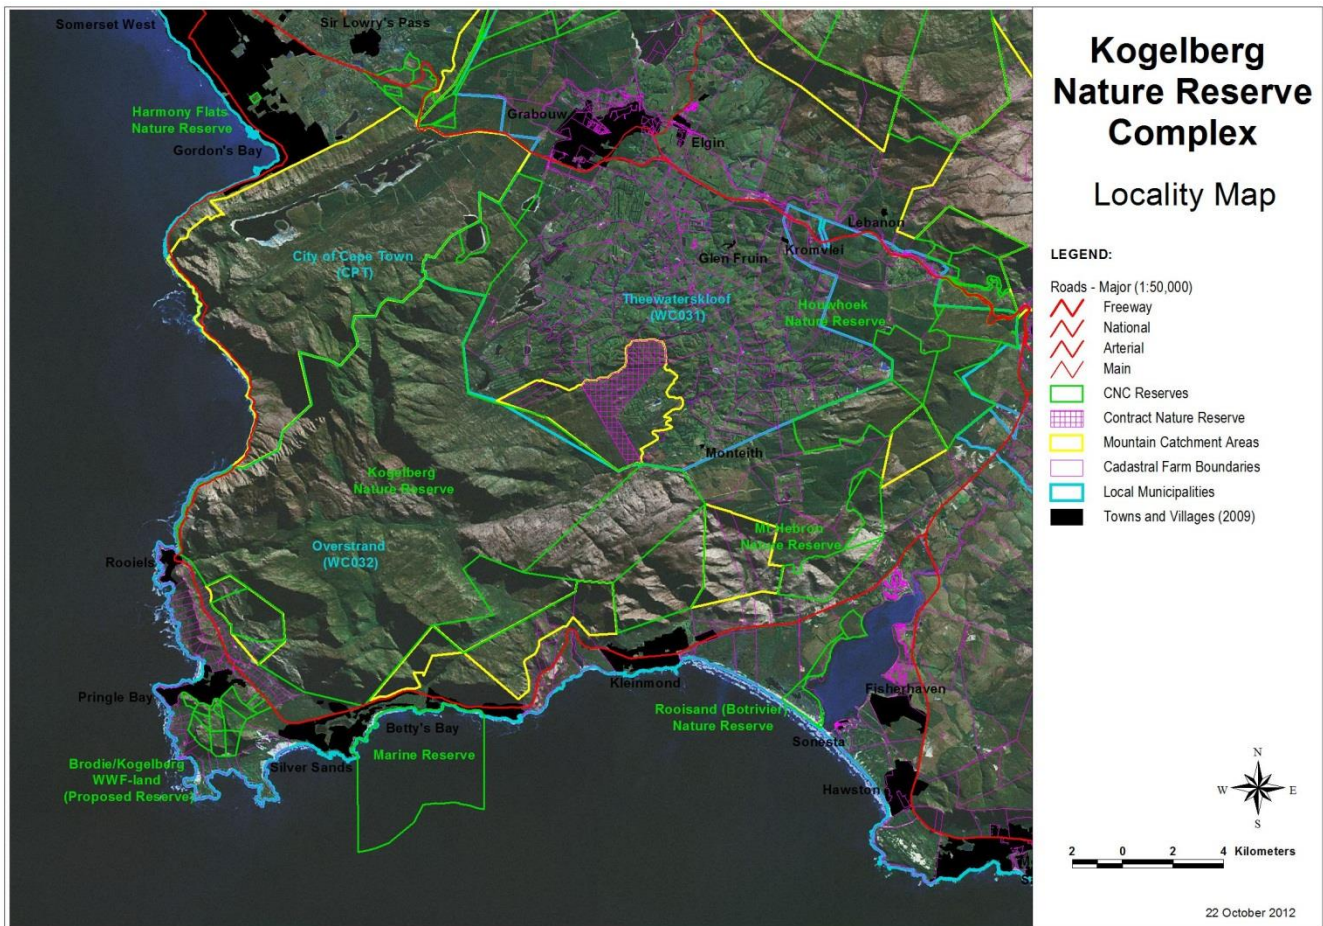 Somerset West
Sir Lowry's Pass
Harmony Flats
Nature Reserve
Gordon's Bay
Grabouw
Elgin
City of Cape Town
(CPT)
Theewaterskloof
(WC031)
Glen Fruin
Kromvlei
Lebanon
Houwhoek
Nature Reserve
Monteith
Kogelberg
Nature Reserve
Overstrand
(WC032)
Mt Hebron
Nature Reserve
Rooiels
Pringle Bay
Kleinmond
Fisherhaven
Rooisand (Botrivier)
Nature Reserve
Sonesta
Betty's Bay
Marine Reserve
Silver Sands
Brodie/Kogelberg
WWF-land
(Proposed Reserve)
Hawston
Kogelberg
Nature Reserve
Complex
Locality Map
LEGEND:
Roads - Major (1:50,000)
Freeway
National
Arterial
Main
CNC Reserves
Contract Nature Reserve
Mountain Catchment Areas
Cadastral Farm Boundaries
Local Municipalities
Towns and Villages (2009)
N
W E
S
2 0 2 4 Kilometers
22 October 2012